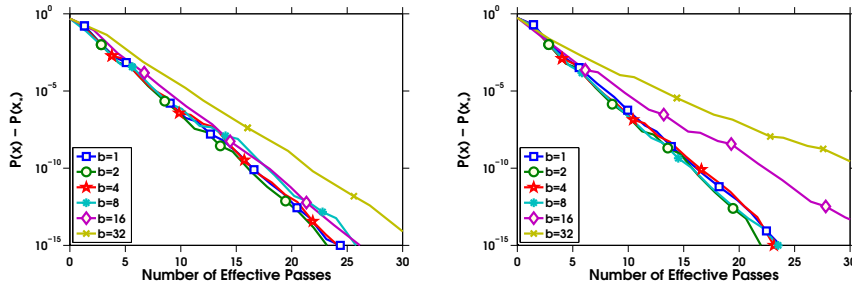 P(x) − P(x*)
10^0
10^-5
10^-10
10^-15
b=1
b=2
b=4
b=8
b=16
b=32
0 5 10 15 20 25 30
Number of Effective Passes
P(x) − P(x*)
10^0
10^-5
10^-10
10^-15
b=1
b=2
b=4
b=8
b=16
b=32
0 5 10 15 20 25 30
Number of Effective Passes